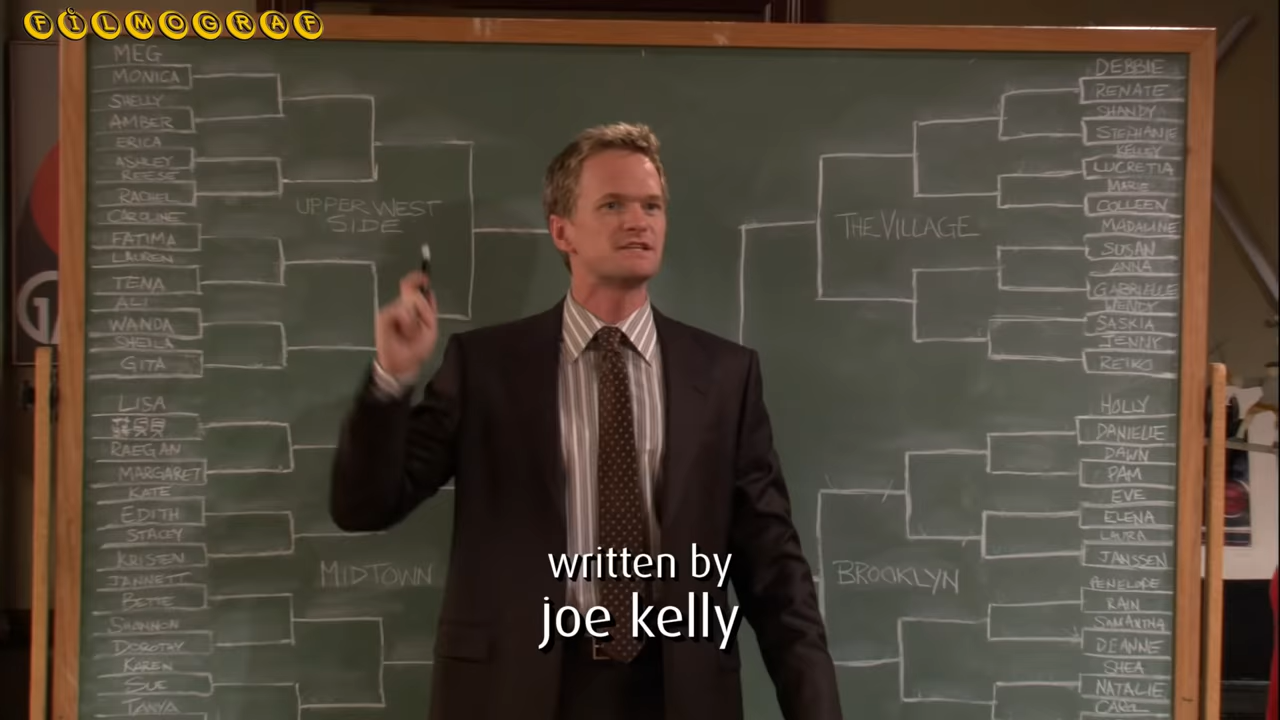 FİLMOGRAF
MEG
MONICA
SHELLY
AMBER
ERICA
ASHLEY
REESE
RACHEL
CAROLINE
FATIMA
LAUREN
TENA
ALI
WANDA
SHEILA
GITA
UPPER WEST
SIDE
LISA
RAEGAN
MARGARET
KATE
EDITH
STACEY
KRISTEN
JANNETT
BETTE
SHANNON
DOROTHY
KAREN
SUE
TANYA
MIDTOWN
THE VILLAGE
BROOKLYN
DEBBIE
RENATE
SHANDY
STEPHANIE
KELLEY
LUCRETIA
MARIE
COLLEEN
MADALINE
SUSAN
ANNA
GABRIELLE
WENDY
SASKIA
JENNY
REIKO
HOLLY
DANIELLE
DAWN
PAM
EVE
ELENA
LAURA
JANSSEN
PENELOPE
RAIN
SAMANTHA
DEANNE
SHEA
NATALIE
CAROL
written by
joe kelly